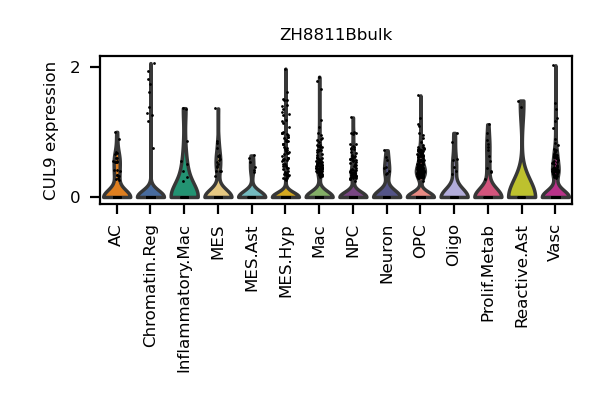 ZH8811Bbulk
CUL9 expression
2
0
AC
Chromatin.Reg
Inflammatory.Mac
MES
MES.Ast
MES.Hyp
Mac
NPC
Neuron
OPC
Oligo
Prolif.Metab
Reactive.Ast
Vasc